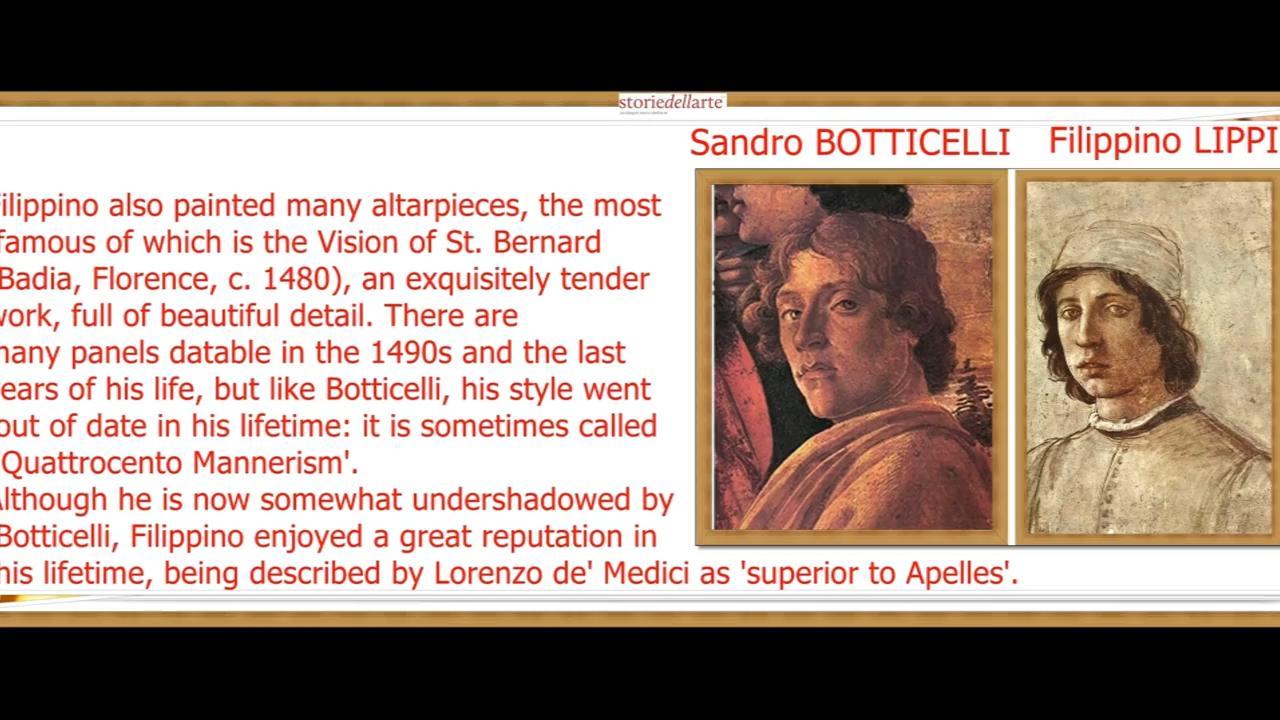 storiedellarte
Sandro BOTTICELLI Filippino LIPPI
ilippino also painted many altarpieces, the most
famous of which is the Vision of St. Bernard
Badia, Florence, c. 1480), an exquisitely tender
work, full of beautiful detail. There are
many panels datable in the 1490s and the last
ears of his life, but like Botticelli, his style went
out of date in his lifetime: it is sometimes called
'Quattrocento Mannerism'.
Although he is now somewhat undershadowed by
Botticelli, Filippino enjoyed a great reputation in
his lifetime, being described by Lorenzo de' Medici as 'superior to Apelles'.